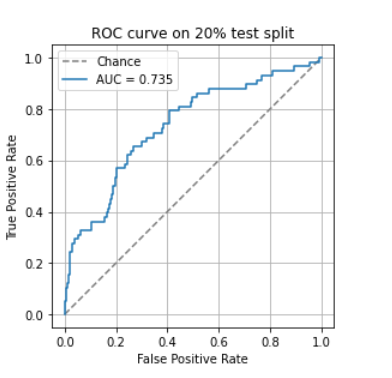 ROC curve on 20% test split
1.0
0.8
0.6
0.4
0.2
0.0
True Positive Rate
Chance
AUC = 0.735
0.0 0.2 0.4 0.6 0.8 1.0
False Positive Rate